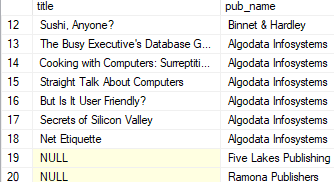 title pub_name
12 Sushi, Anyone? Binnet & Hardley
13 The Busy Executive's Database G... Algodata Infosystems
14 Cooking with Computers: Surreptiti... Algodata Infosystems
15 Straight Talk About Computers Algodata Infosystems
16 But Is It User Friendly? Algodata Infosystems
17 Secrets of Silicon Valley Algodata Infosystems
18 Net Etiquette Algodata Infosystems
19 NULL Five Lakes Publishing
20 NULL Ramona Publishers